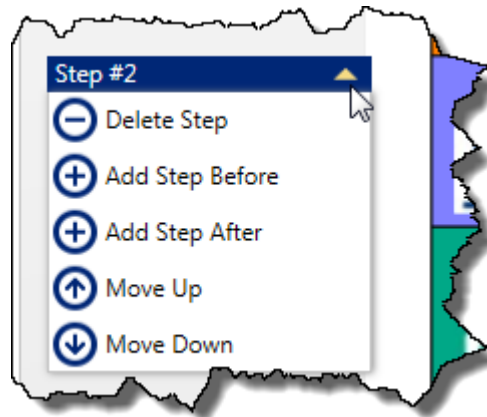 Step #2
Delete Step
Add Step Before
Add Step After
Move Up
Move Down